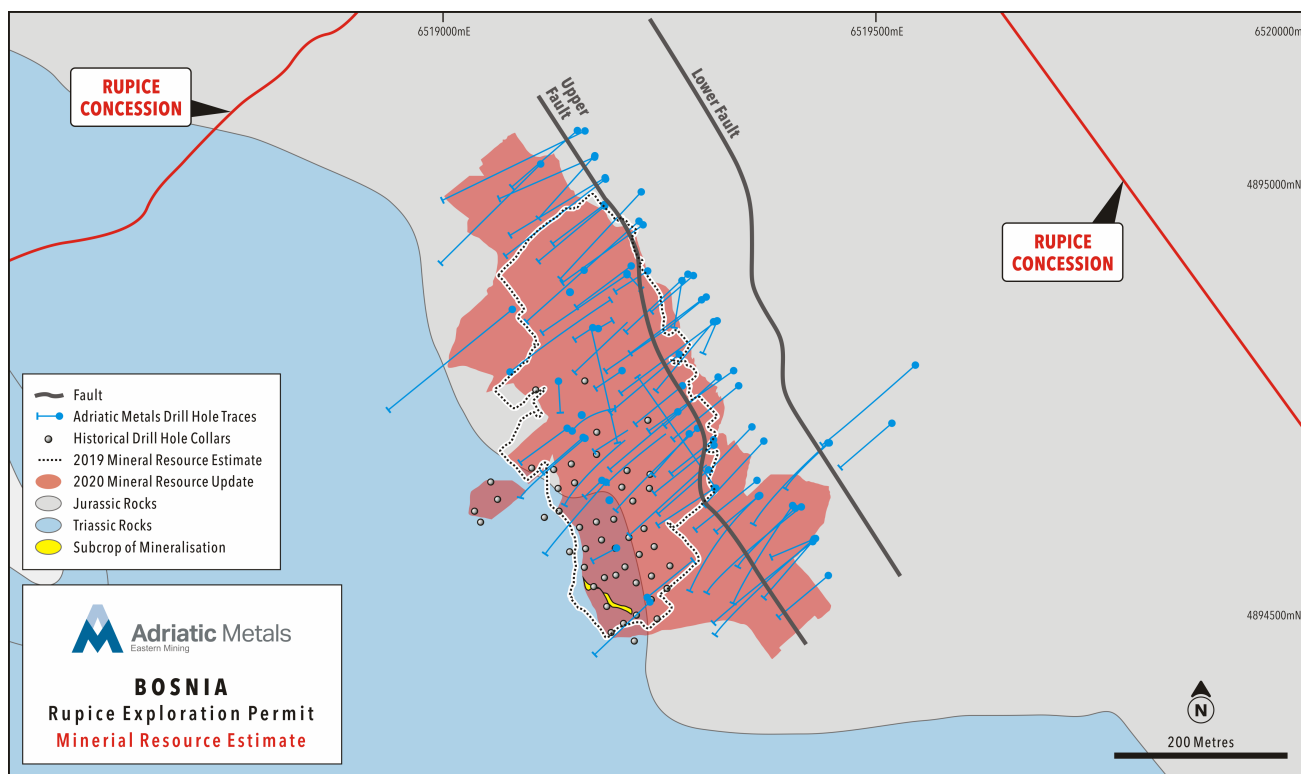 6519000mE
6519500mE
6520000m
RUPICE
CONCESSION
Upper
Fault
Lower Fault
4895000mN
RUPICE
CONCESSION
Fault
Adriatic Metals Drill Hole Traces
Historical Drill Hole Collars
2019 Mineral Resource Estimate
2020 Mineral Resource Update
Jurassic Rocks
Triassic Rocks
Subcrop of Mineralisation
4894500mN
Adriatic Metals
Eastern Mining
BOSNIA
Rupice Exploration Permit
Minerial Resource Estimate
N
200 Metres